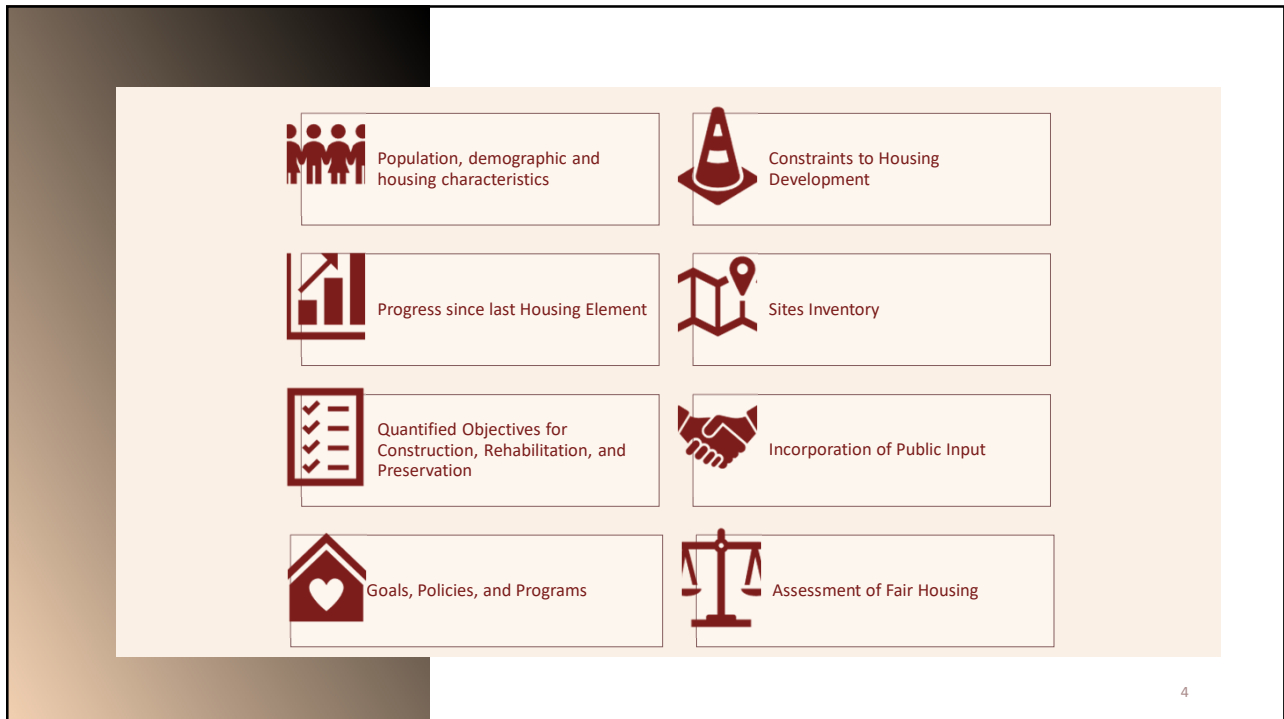 Population, demographic and
housing characteristics
Constraints to Housing
Development
Progress since last Housing Element
Sites Inventory
Quantified Objectives for
Construction, Rehabilitation, and
Preservation
Incorporation of Public Input
Goals, Policies, and Programs
Assessment of Fair Housing
4